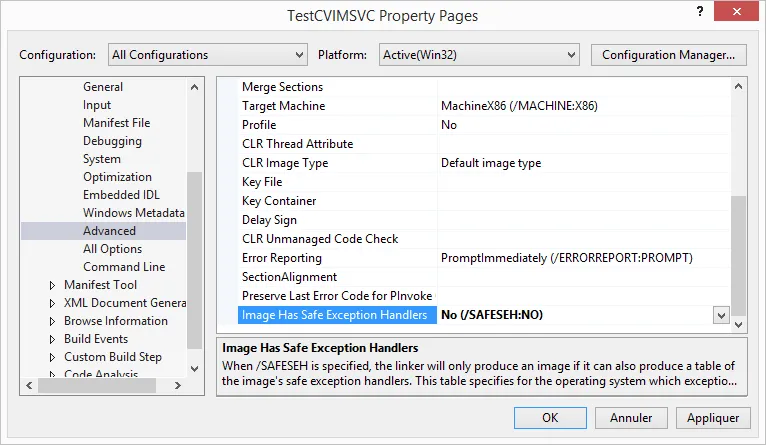 TestCVIMSVC Property Pages
? ×
Configuration: All Configurations Platform: Active(Win32) Configuration Manager...
General
Input
Manifest File
Debugging
System
Optimization
Embedded IDL
Windows Metadata
Advanced
All Options
Command Line
Manifest Tool
XML Document Genera
Browse Information
Build Events
Custom Build Step
Code Analysis
Merge Sections
Target Machine MachineX86 (/MACHINE:X86)
Profile No
CLR Thread Attribute
CLR Image Type Default image type
Key File
Key Container
Delay Sign
CLR Unmanaged Code Check
Error Reporting PromptImmediately (/ERRORREPORT:PROMPT)
SectionAlignment
Preserve Last Error Code for PInvoke
Image Has Safe Exception Handlers No (/SAFESEH:NO)
Image Has Safe Exception Handlers
When /SAFESEH is specified, the linker will only produce an image if it can also produce a table of
the image's safe exception handlers. This table specifies for the operating system which exceptio...
OK Annuler Appliquer